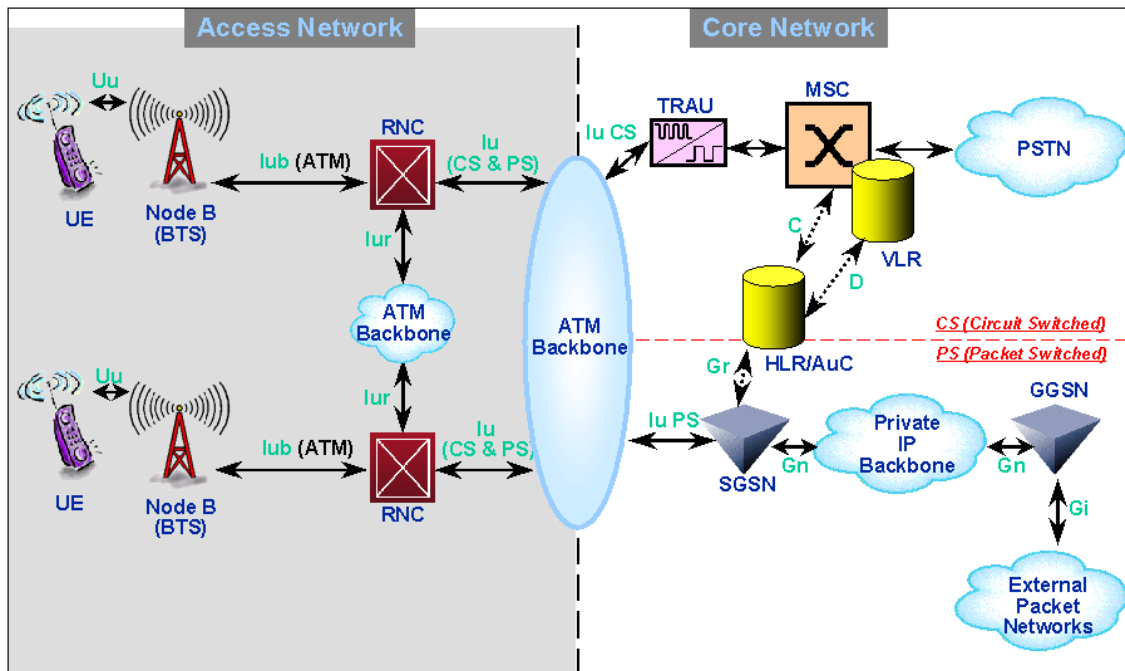 Access Network
Core Network
Uu
UE
Node B
(BTS)
Iub (ATM)
RNC
Iu
(CS & PS)
Iur
ATM
Backbone
Iur
Uu
UE
Node B
(BTS)
Iub (ATM)
RNC
Iu
(CS & PS)
ATM
Backbone
Iu CS
TRAU
MSC
PSTN
VLR
C
D
HLR/AuC
CS (Circuit Switched)
PS (Packet Switched)
Gr
Iu PS
SGSN
Gn
Private
IP
Backbone
Gn
GGSN
Gi
External
Packet
Networks